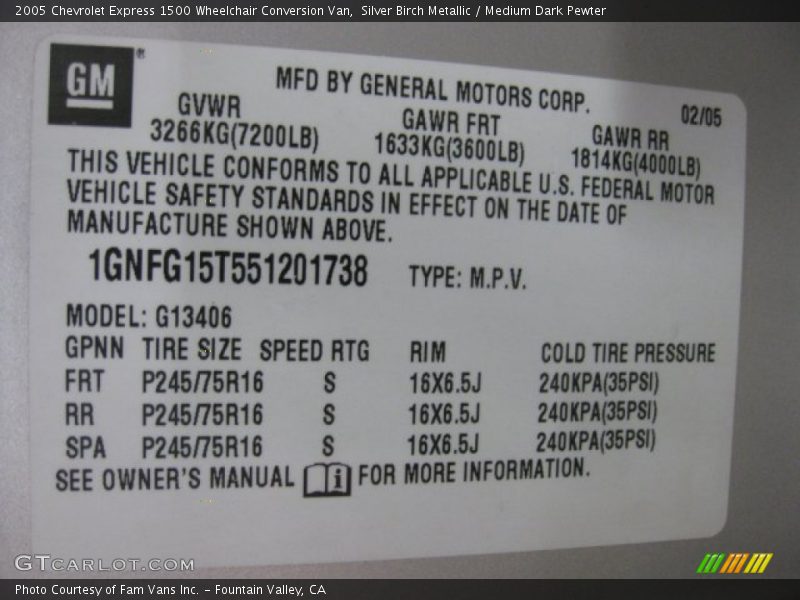 2005 Chevrolet Express 1500 Wheelchair Conversion Van, Silver Birch Metallic / Medium Dark Pewter
GM ®
MFD BY GENERAL MOTORS CORP.
02/05
GVWR GAWR FRT GAWR RR
3266KG(7200LB) 1633KG(3600LB) 1814KG(4000LB)
THIS VEHICLE CONFORMS TO ALL APPLICABLE U.S. FEDERAL MOTOR
VEHICLE SAFETY STANDARDS IN EFFECT ON THE DATE OF
MANUFACTURE SHOWN ABOVE.
1GNFG15T551201738 TYPE: M.P.V.
MODEL: G13406
GPNN TIRE SIZE SPEED RTG RIM COLD TIRE PRESSURE
FRT P245/75R16 S 16X6.5J 240KPA(35PSI)
RR P245/75R16 S 16X6.5J 240KPA(35PSI)
SPA P245/75R16 S 16X6.5J 240KPA(35PSI)
SEE OWNER'S MANUAL i FOR MORE INFORMATION.
GTCARLOT.COM
Photo Courtesy of Fam Vans Inc. - Fountain Valley, CA